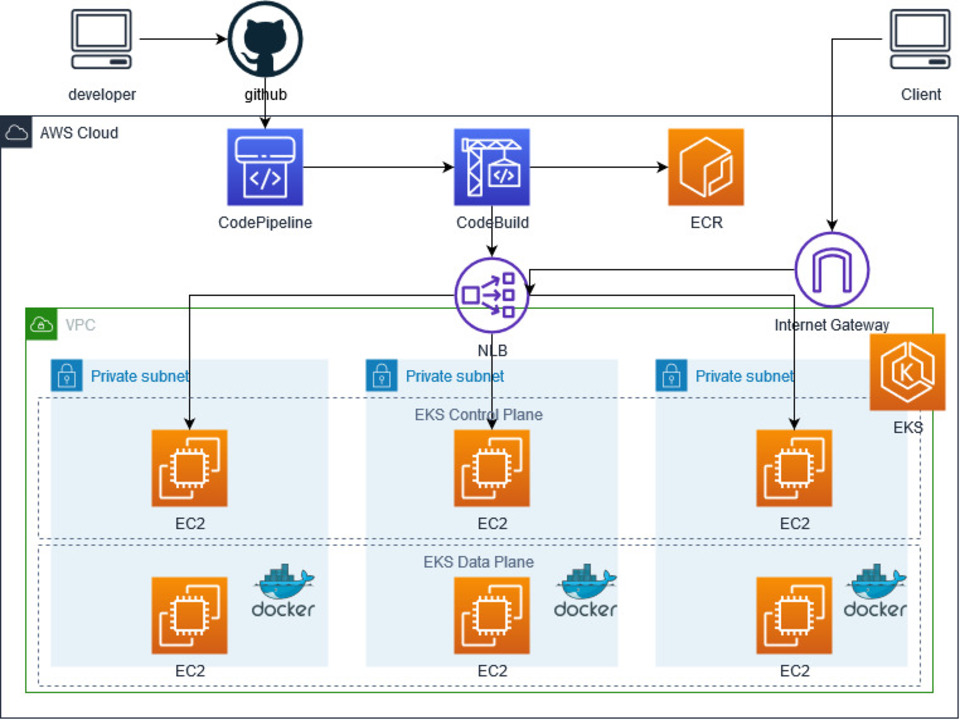 developer
github
Client
AWS Cloud
CodePipeline
CodeBuild
ECR
Internet Gateway
VPC
NLB
Private subnet
Private subnet
Private subnet
K
EKS
EKS Control Plane
EC2
EC2
EC2
EKS Data Plane
docker
docker
docker
EC2
EC2
EC2